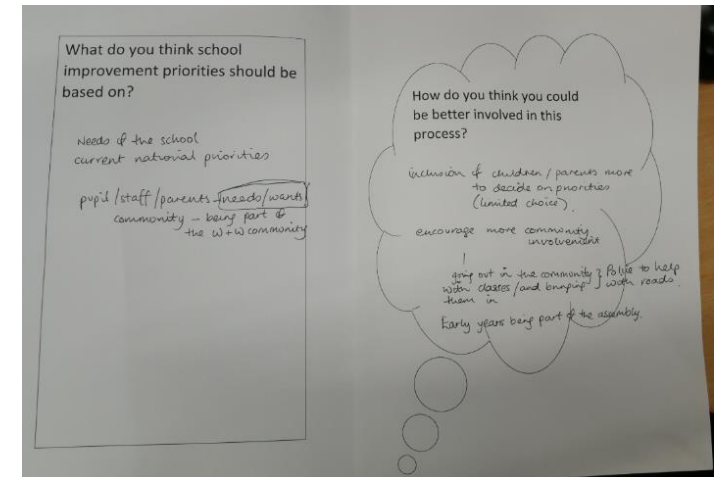 What do you think school
improvement priorities should be
based on?
Needs of the school
current national priorities
pupil/staff/parents - needs/wants
community - being part of
the W+W community
How do you think you could
be better involved in this
process?
inclusion of children/parents more
to decide on priorities
(limited choice).
encourage more community
involvement
going out in the community } Police to help
with classes/and bringing } with roads.
them in
Early years being part of the assembly.